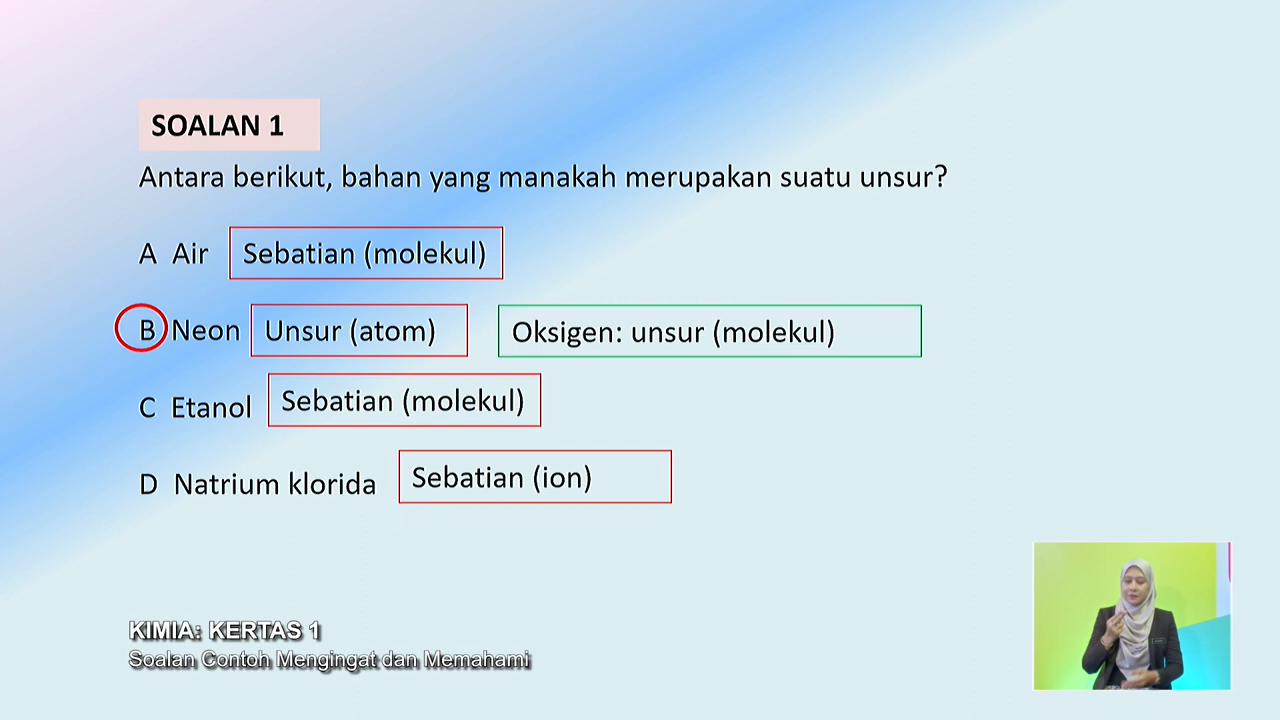 SOALAN 1
Antara berikut, bahan yang manakah merupakan suatu unsur?
A Air Sebatian (molekul)
B Neon Unsur (atom) Oksigen: unsur (molekul)
C Etanol Sebatian (molekul)
D Natrium klorida Sebatian (ion)
KIMIA: KERTAS 1
Soalan Contoh Mengingat dan Memahami